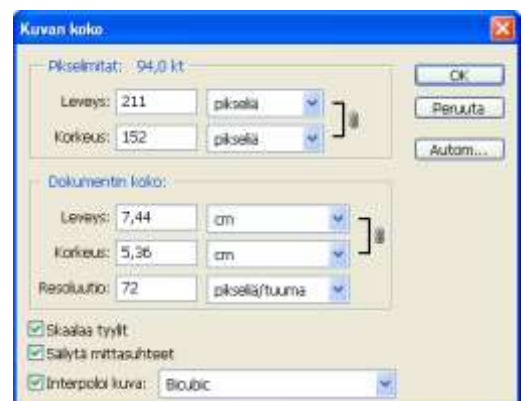 Kuvan koko
Pikselimitat: 94,0 kt
OK
Leveys: 211 pikseliä
Peruuta
Korkeus: 152 pikseliä
Autom...
Dokumentin koko:
Leveys: 7,44 cm
Korkeus: 5,36 cm
Resoluutio: 72 pikseliä/tuuma
Skaalaa tyylit
Säilytä mittasuhteet
Interpoloi kuva: Bicubic